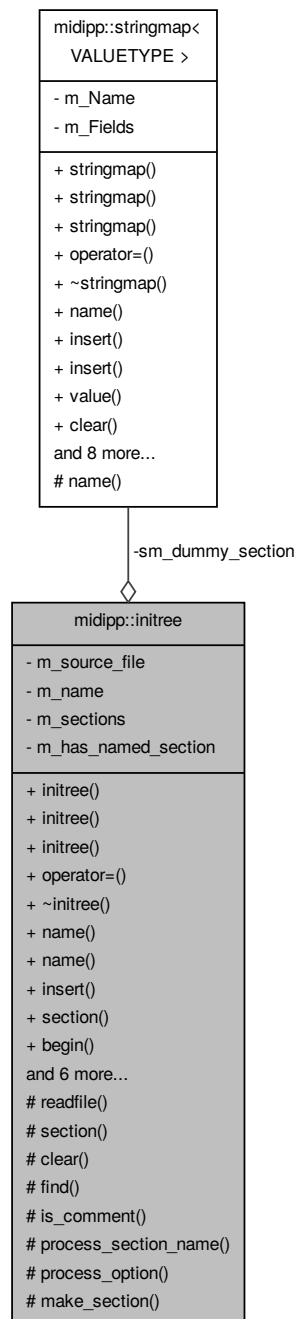 midipp::stringmap<
VALUETYPE >
- m_Name
- m_Fields
+ stringmap()
+ stringmap()
+ stringmap()
+ operator=()
+ ~stringmap()
+ name()
+ insert()
+ insert()
+ value()
+ clear()
and 8 more...
# name()
-sm_dummy_section
midipp::initree
- m_source_file
- m_name
- m_sections
- m_has_named_section
+ initree()
+ initree()
+ initree()
+ operator=()
+ ~initree()
+ name()
+ name()
+ insert()
+ section()
+ begin()
and 6 more...
# readfile()
# section()
# clear()
# find()
# is_comment()
# process_section_name()
# process_option()
# make_section()